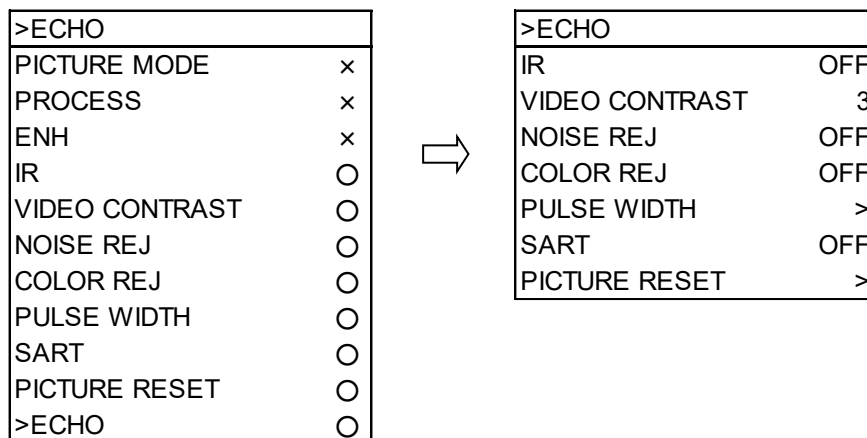 >ECHO
PICTURE MODE ×
PROCESS ×
ENH ×
IR ○
VIDEO CONTRAST ○
NOISE REJ ○
COLOR REJ ○
PULSE WIDTH ○
SART ○
PICTURE RESET ○
>ECHO ○
>ECHO
IR OFF
VIDEO CONTRAST 3
NOISE REJ OFF
COLOR REJ OFF
PULSE WIDTH >
SART OFF
PICTURE RESET >